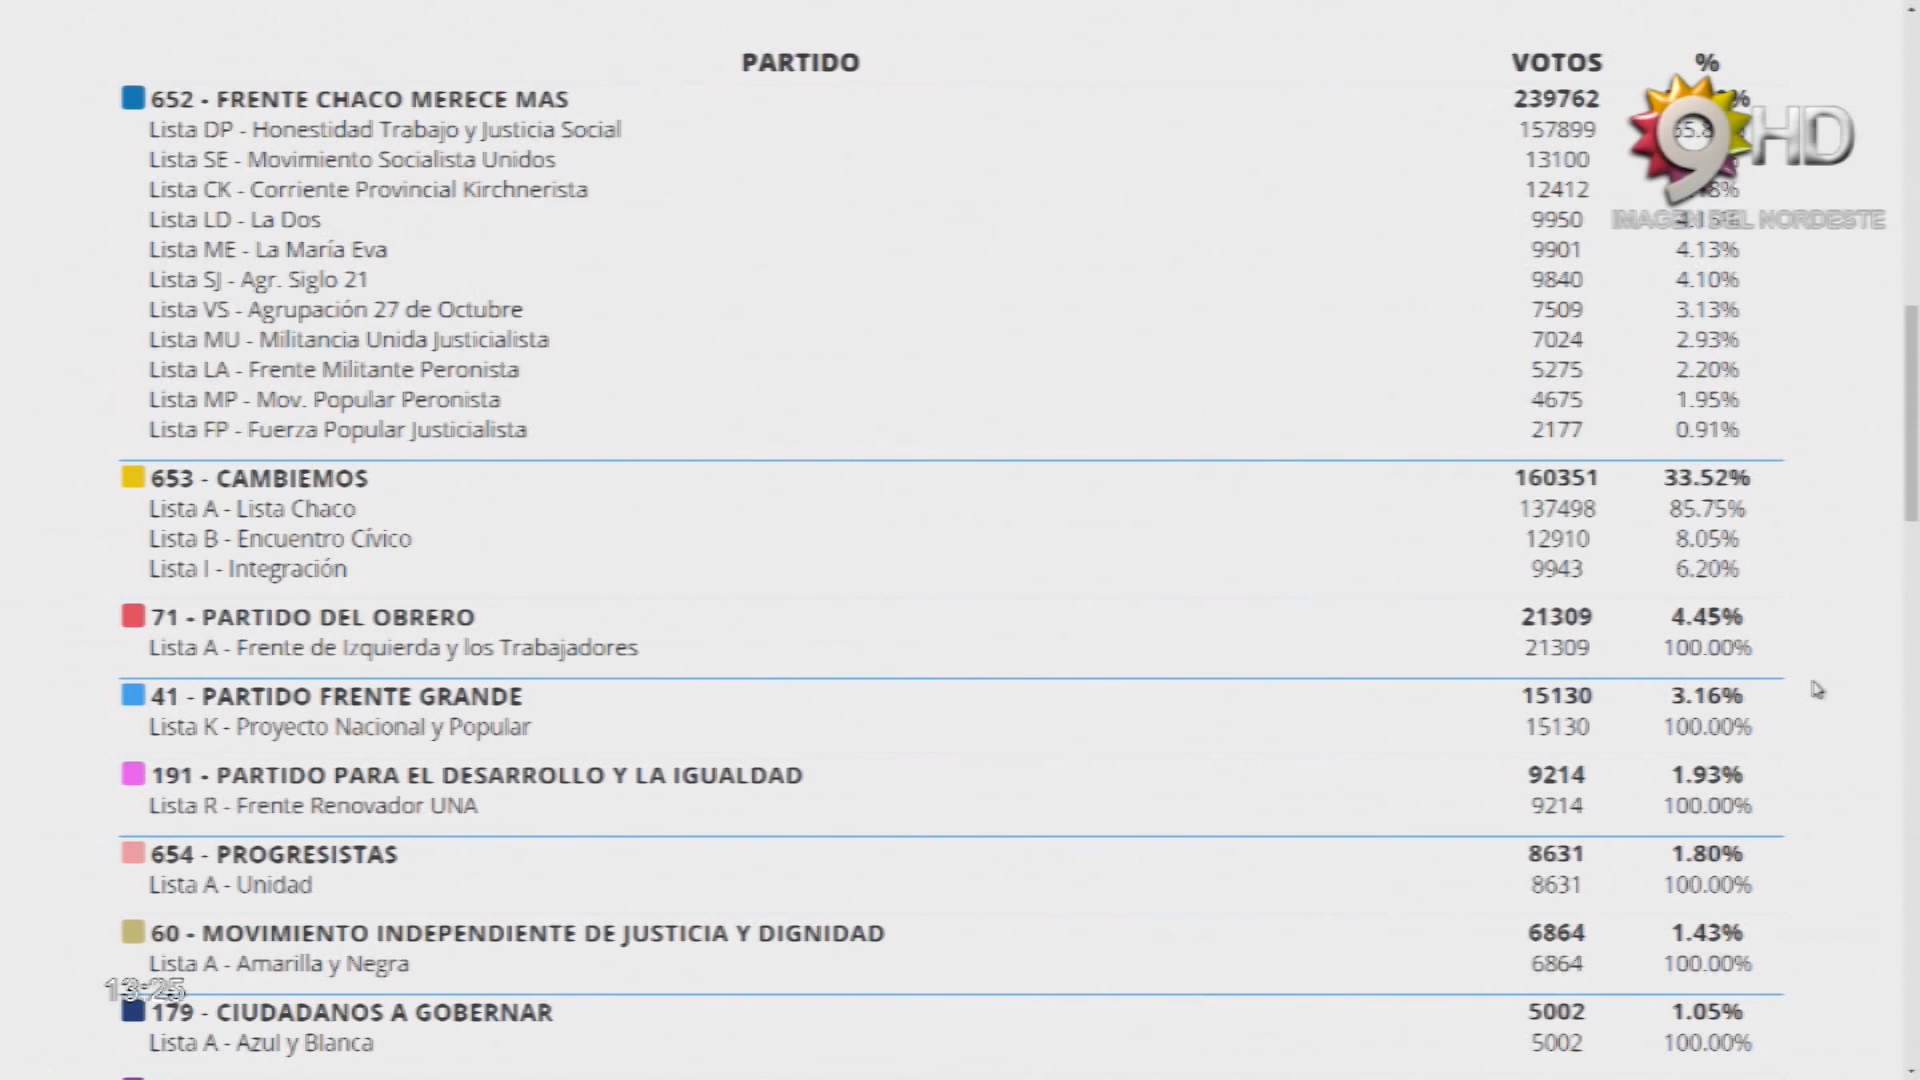 PARTIDO VOTOS %
652 - FRENTE CHACO MERECE MAS 239762
Lista DP - Honestidad Trabajo y Justicia Social 157899
Lista SE - Movimiento Socialista Unidos 13100
Lista CK - Corriente Provincial Kirchnerista 12412
Lista LD - La Dos 9950
Lista ME - La María Eva 9901 4.13%
Lista SJ - Agr. Siglo 21 9840 4.10%
Lista VS - Agrupación 27 de Octubre 7509 3.13%
Lista MU - Militancia Unida Justicialista 7024 2.93%
Lista LA - Frente Militante Peronista 5275 2.20%
Lista MP - Mov. Popular Peronista 4675 1.95%
Lista FP - Fuerza Popular Justicialista 2177 0.91%
653 - CAMBIEMOS 160351 33.52%
Lista A - Lista Chaco 137498 85.75%
Lista B - Encuentro Cívico 12910 8.05%
Lista I - Integración 9943 6.20%
71 - PARTIDO DEL OBRERO 21309 4.45%
Lista A - Frente de Izquierda y los Trabajadores 21309 100.00%
41 - PARTIDO FRENTE GRANDE 15130 3.16%
Lista K - Proyecto Nacional y Popular 15130 100.00%
191 - PARTIDO PARA EL DESARROLLO Y LA IGUALDAD 9214 1.93%
Lista R - Frente Renovador UNA 9214 100.00%
654 - PROGRESISTAS 8631 1.80%
Lista A - Unidad 8631 100.00%
60 - MOVIMIENTO INDEPENDIENTE DE JUSTICIA Y DIGNIDAD 6864 1.43%
Lista A - Amarilla y Negra 6864 100.00%
179 - CIUDADANOS A GOBERNAR 5002 1.05%
Lista A - Azul y Blanca 5002 100.00%
9 HD
IMAGEN DEL NORDESTE
13:25